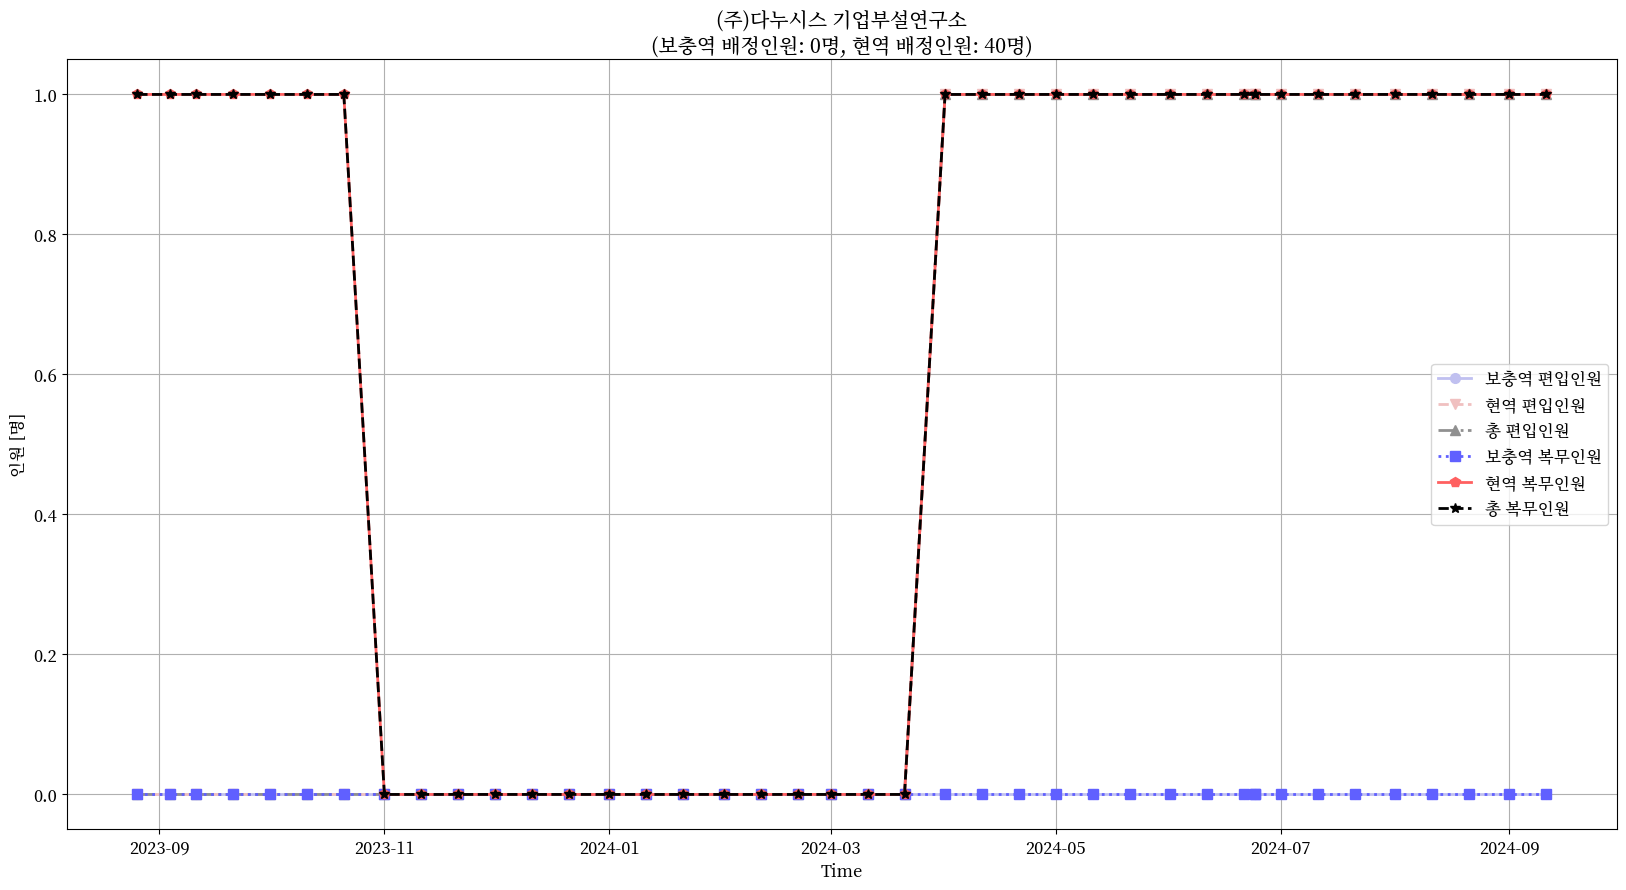 (주)다누시스 기업부설연구소
(보충역 배정인원: 0명, 현역 배정인원: 40명)
인원 [명]
1.0
0.8
0.6
0.4
0.2
0.0
보충역 편입인원
현역 편입인원
총 편입인원
보충역 복무인원
현역 복무인원
총 복무인원
2023-09 2023-11 2024-01 2024-03 2024-05 2024-07 2024-09
Time